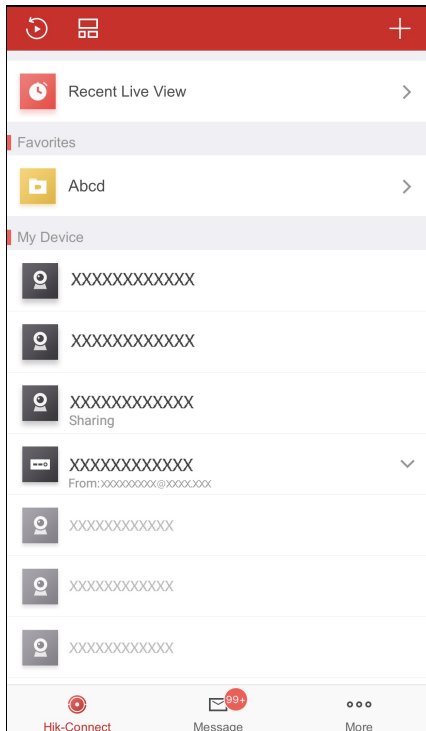 Recent Live View
Favorites
Abcd
My Device
XXXXXXXXXXXX
XXXXXXXXXXXX
XXXXXXXXXXXX
Sharing
XXXXXXXXXXXX
From:XXXXXXXXX@XXXX.XXX
XXXXXXXXXXXX
XXXXXXXXXXXX
XXXXXXXXXXXX
99+
Hik-Connect Message More